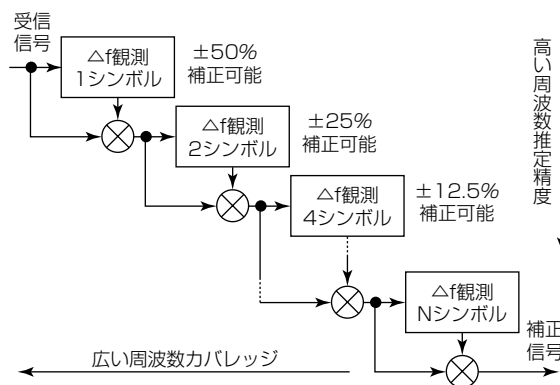 受信
信号
△f観測
1シンボル
±50%
補正可能
△f観測
2シンボル
±25%
補正可能
△f観測
4シンボル
±12.5%
補正可能
高い周波数推定精度
△f観測
Nシンボル
補正
信号
広い周波数カバレッジ